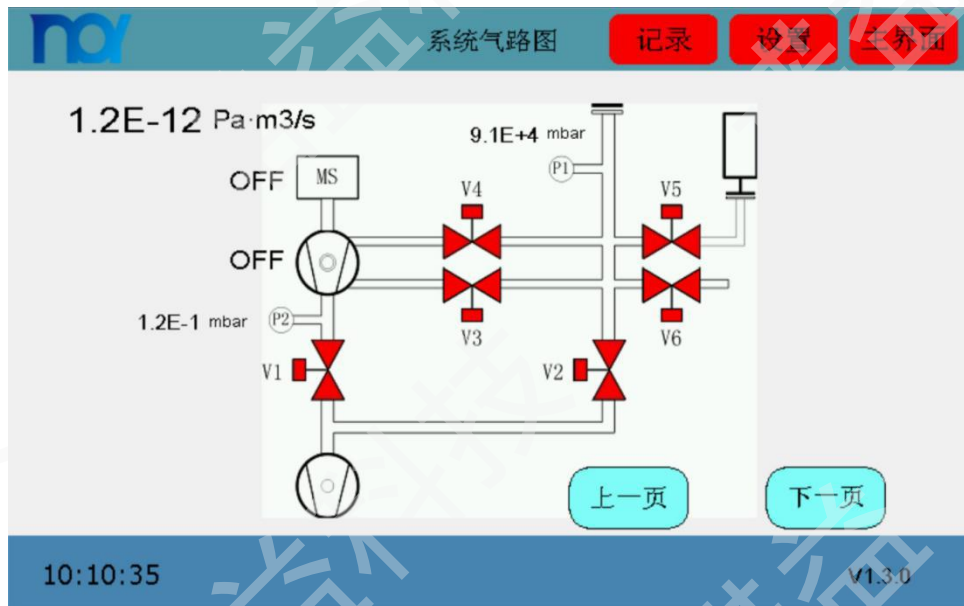 系统气路图 记录 设置 主界面
1.2E-12 Pa·m3/s
9.1E+4 mbar
P1
OFF MS
V4 V5
OFF
1.2E-1 mbar P2
V3 V6
V1 V2
上一页 下一页
10:10:35 V1.3.0